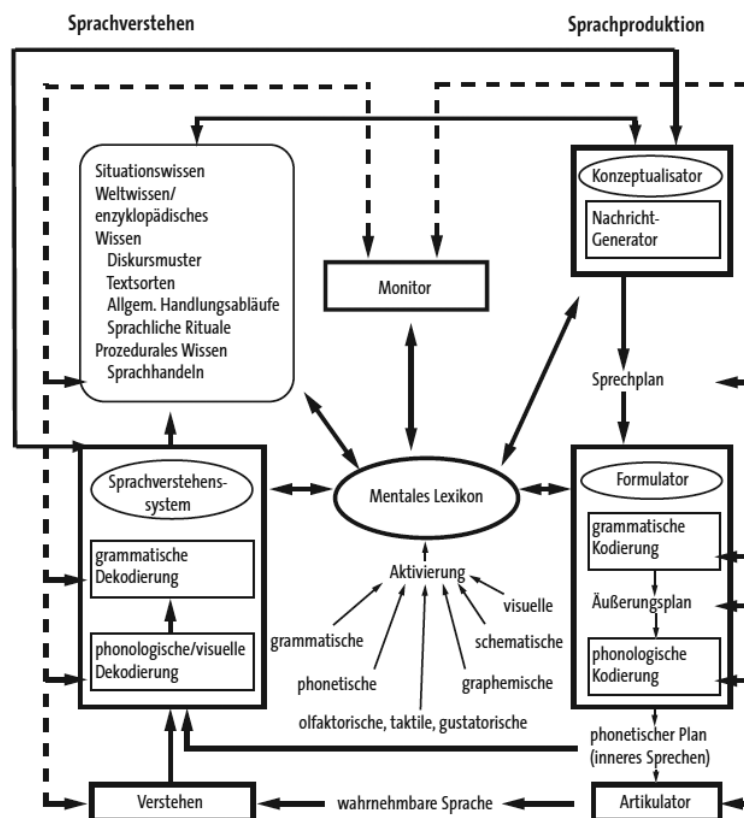 Sprachverstehen
Sprachproduktion
Situationswissen
Weltwissen/
enzyklopädisches
Wissen
Diskursmuster
Textsorten
Allgem. Handlungsabläufe
Sprachliche Rituale
Prozedurales Wissen
Sprachhandeln
Monitor
Konzeptualisator
Nachricht-
Generator
Sprechplan
Sprachverstehens-
system
grammatische
Dekodierung
phonologische/visuelle
Dekodierung
Mentales Lexikon
Aktivierung
grammatische
phonetische
olfaktorische, taktile, gustatorische
graphemische
schematische
visuelle
Formulator
grammatische
Kodierung
Äußerungsplan
phonologische
Kodierung
phonetischer Plan
(inneres Sprechen)
Verstehen
wahrnehmbare Sprache
Artikulator